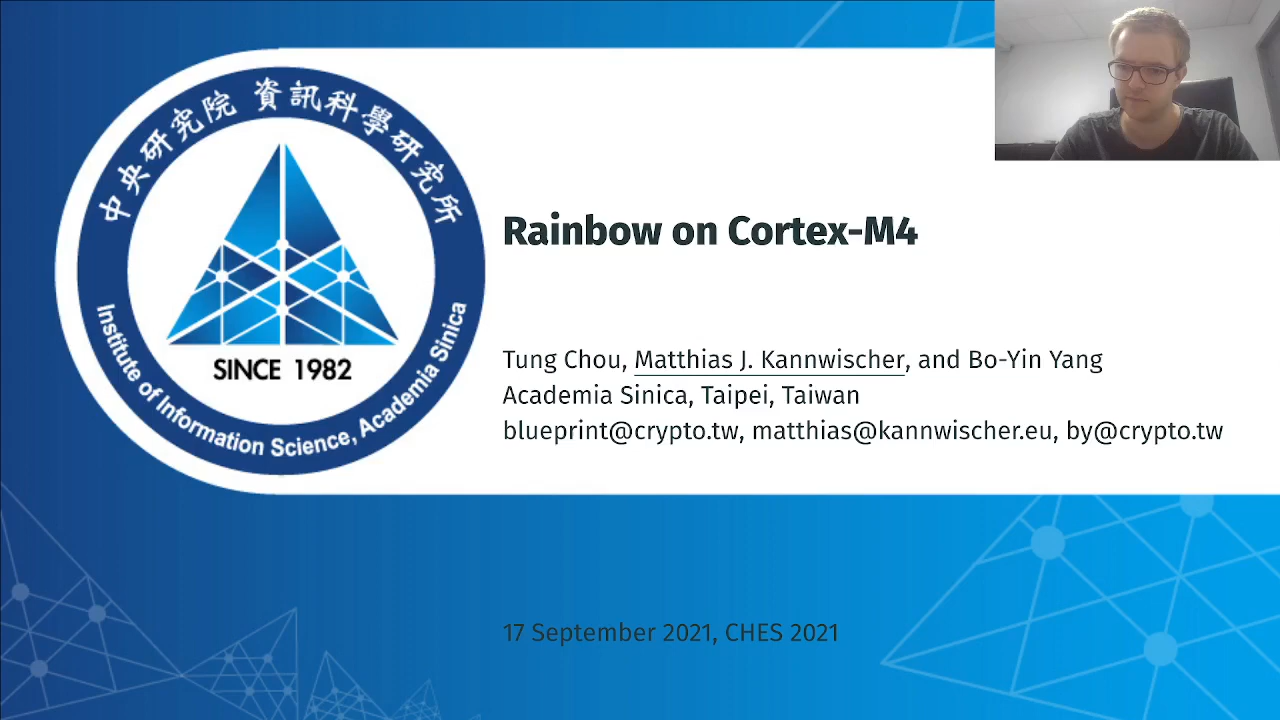 中央研究院 資訊科學研究所
SINCE 1982
Institute of Information Science, Academia Sinica
Rainbow on Cortex-M4
Tung Chou, Matthias J. Kannwischer, and Bo-Yin Yang
Academia Sinica, Taipei, Taiwan
blueprint@crypto.tw, matthias@kannwischer.eu, by@crypto.tw
17 September 2021, CHES 2021